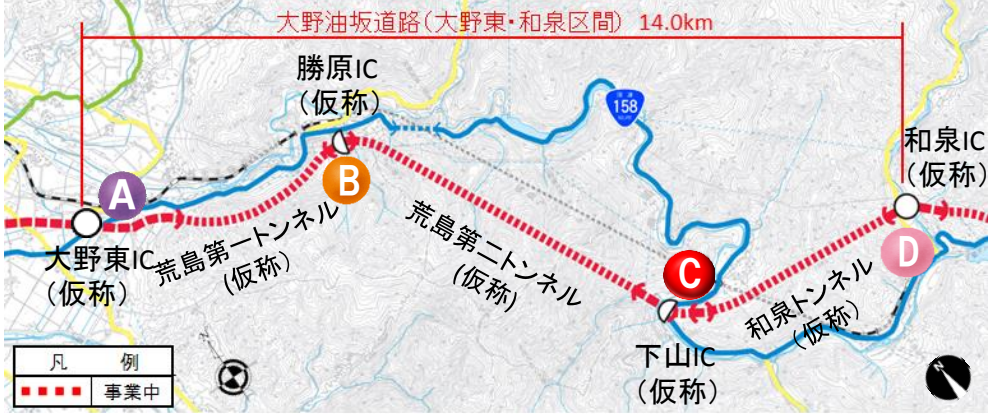 大野油坂道路(大野東・和泉区間) 14.0km
勝原IC
(仮称)
158
和泉IC
(仮称)
A
B
C
D
大野東IC
(仮称)
荒島第一トンネル
(仮称)
荒島第二トンネル
(仮称)
和泉トンネル
(仮称)
下山IC
(仮称)
凡 例
事業中